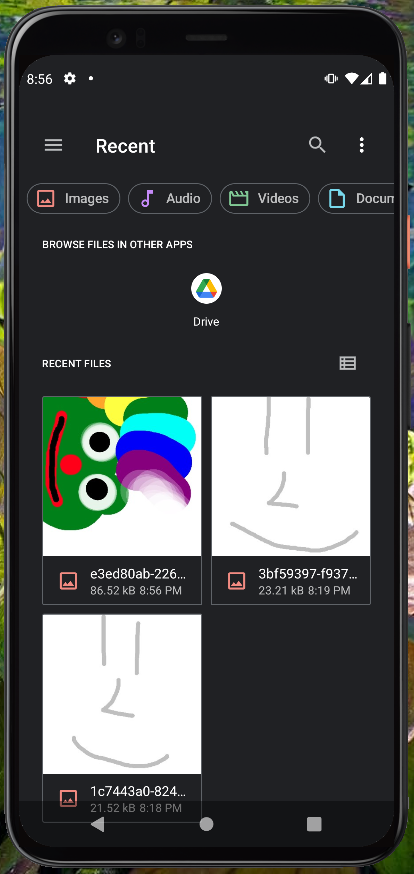 8:56
Recent
Images
Audio
Videos
Docum
BROWSE FILES IN OTHER APPS
Drive
RECENT FILES
e3ed80ab-226...
86.52 kB 8:56 PM
3bf59397-f937...
23.21 kB 8:19 PM
1c7443a0-824...
21.52 kB 8:18 PM